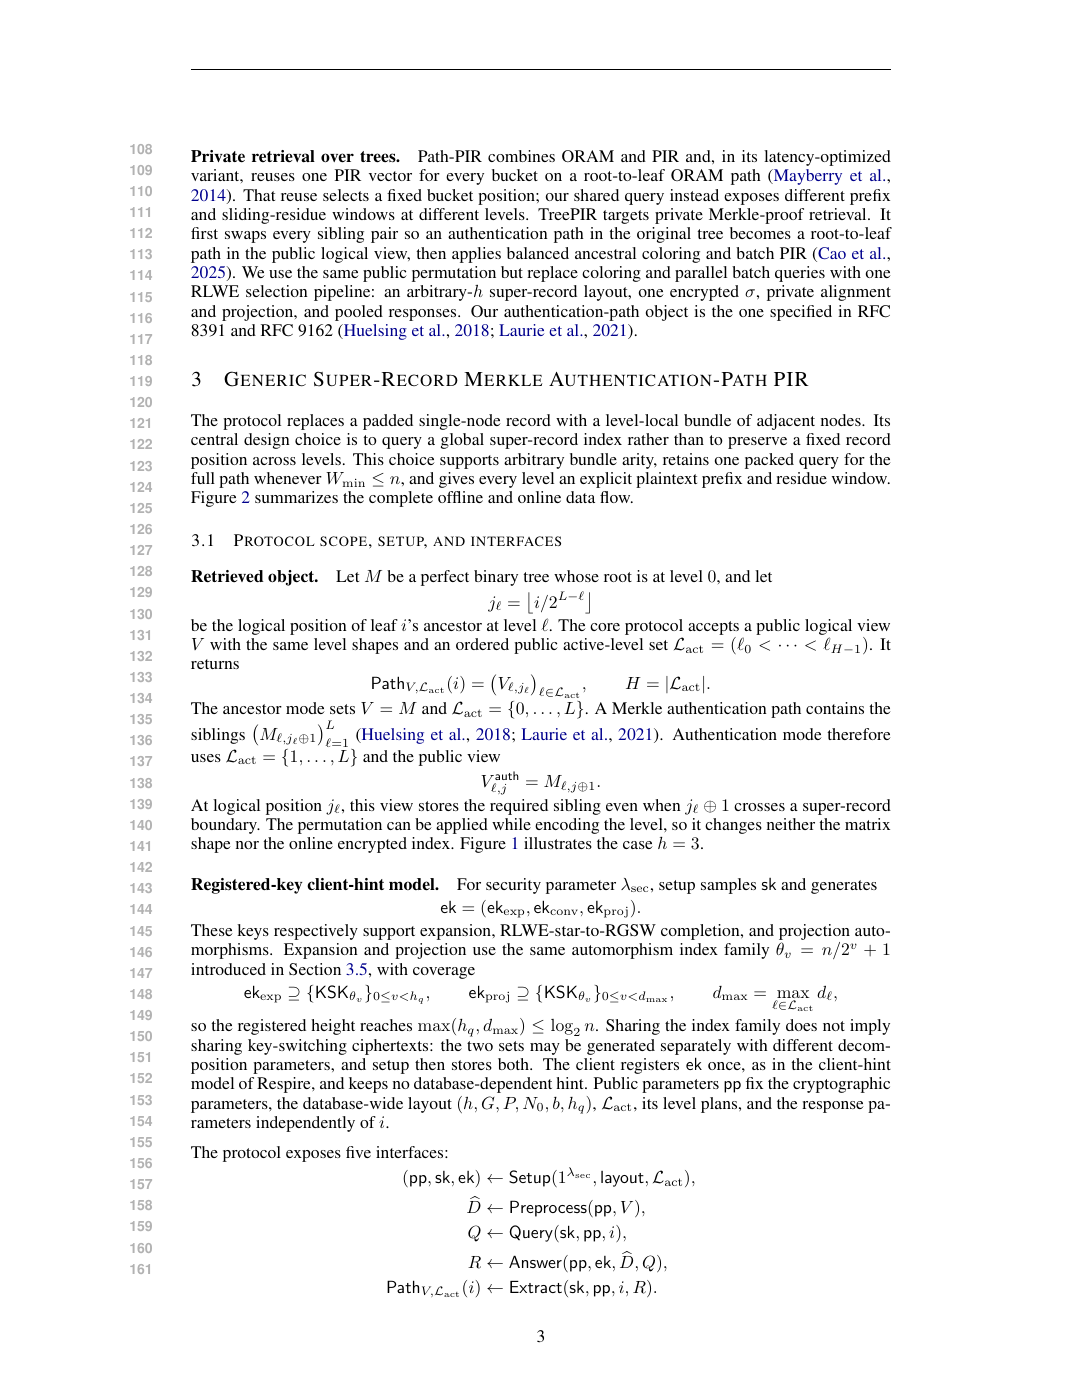 108
109
110
111
112
113
114
115
116
117
118
119
120
121
122
123
124
125
126
127
128
129
130
131
132
133
134
135
136
137
138
139
140
141
142
143
144
145
146
147
148
149
150
151
152
153
154
155
156
157
158
159
160
161
Private retrieval over trees. Path-PIR combines ORAM and PIR and, in its latency-optimized
variant, reuses one PIR vector for every bucket on a root-to-leaf ORAM path (Mayberry et al.,
2014). That reuse selects a fixed bucket position; our shared query instead exposes different prefix
and sliding-residue windows at different levels. TreePIR targets private Merkle-proof retrieval. It
first swaps every sibling pair so an authentication path in the original tree becomes a root-to-leaf
path in the public logical view, then applies balanced ancestral coloring and batch PIR (Cao et al.,
2025). We use the same public permutation but replace coloring and parallel batch queries with one
RLWE selection pipeline: an arbitrary-h super-record layout, one encrypted σ, private alignment
and projection, and pooled responses. Our authentication-path object is the one specified in RFC
8391 and RFC 9162 (Huelsing et al., 2018; Laurie et al., 2021).
3 GENERIC SUPER-RECORD MERKLE AUTHENTICATION-PATH PIR
The protocol replaces a padded single-node record with a level-local bundle of adjacent nodes. Its
central design choice is to query a global super-record index rather than to preserve a fixed record
position across levels. This choice supports arbitrary bundle arity, retains one packed query for the
full path whenever W_min ≤ n, and gives every level an explicit plaintext prefix and residue window.
Figure 2 summarizes the complete offline and online data flow.
3.1 PROTOCOL SCOPE, SETUP, AND INTERFACES
Retrieved object. Let M be a perfect binary tree whose root is at level 0, and let
j_ℓ = ⌊i/2^{L−ℓ}⌋
be the logical position of leaf i's ancestor at level ℓ. The core protocol accepts a public logical view
V with the same level shapes and an ordered public active-level set ℒ_act = (ℓ_0 < ⋯ < ℓ_{H−1}). It
returns
Path_{V,ℒ_act}(i) = (V_{ℓ,j_ℓ})_{ℓ∈ℒ_act}, H = |ℒ_act|.
The ancestor mode sets V = M and ℒ_act = {0, . . . , L}. A Merkle authentication path contains the
siblings (M_{ℓ,j_ℓ⊕1})_{ℓ=1}^{L} (Huelsing et al., 2018; Laurie et al., 2021). Authentication mode therefore
uses ℒ_act = {1, . . . , L} and the public view
V_{ℓ,j}^{auth} = M_{ℓ,j⊕1}.
At logical position j_ℓ, this view stores the required sibling even when j_ℓ ⊕ 1 crosses a super-record
boundary. The permutation can be applied while encoding the level, so it changes neither the matrix
shape nor the online encrypted index. Figure 1 illustrates the case h = 3.
Registered-key client-hint model. For security parameter λ_sec, setup samples sk and generates
ek = (ek_exp, ek_conv, ek_proj).
These keys respectively support expansion, RLWE-star-to-RGSW completion, and projection auto-
morphisms. Expansion and projection use the same automorphism index family θ_v = n/2^v + 1
introduced in Section 3.5, with coverage
ek_exp ⊇ {KSK_{θ_v}}_{0≤v<h_q}, ek_proj ⊇ {KSK_{θ_v}}_{0≤v<d_max}, d_max = max_{ℓ∈ℒ_act} d_ℓ,
so the registered height reaches max(h_q, d_max) ≤ log_2 n. Sharing the index family does not imply
sharing key-switching ciphertexts: the two sets may be generated separately with different decom-
position parameters, and setup then stores both. The client registers ek once, as in the client-hint
model of Respire, and keeps no database-dependent hint. Public parameters pp fix the cryptographic
parameters, the database-wide layout (h, G, P, N_0, b, h_q), ℒ_act, its level plans, and the response pa-
rameters independently of i.
The protocol exposes five interfaces:
(pp, sk, ek) ← Setup(1^{λ_sec}, layout, ℒ_act),
D̂ ← Preprocess(pp, V),
Q ← Query(sk, pp, i),
R ← Answer(pp, ek, D̂, Q),
Path_{V,ℒ_act}(i) ← Extract(sk, pp, i, R).
3